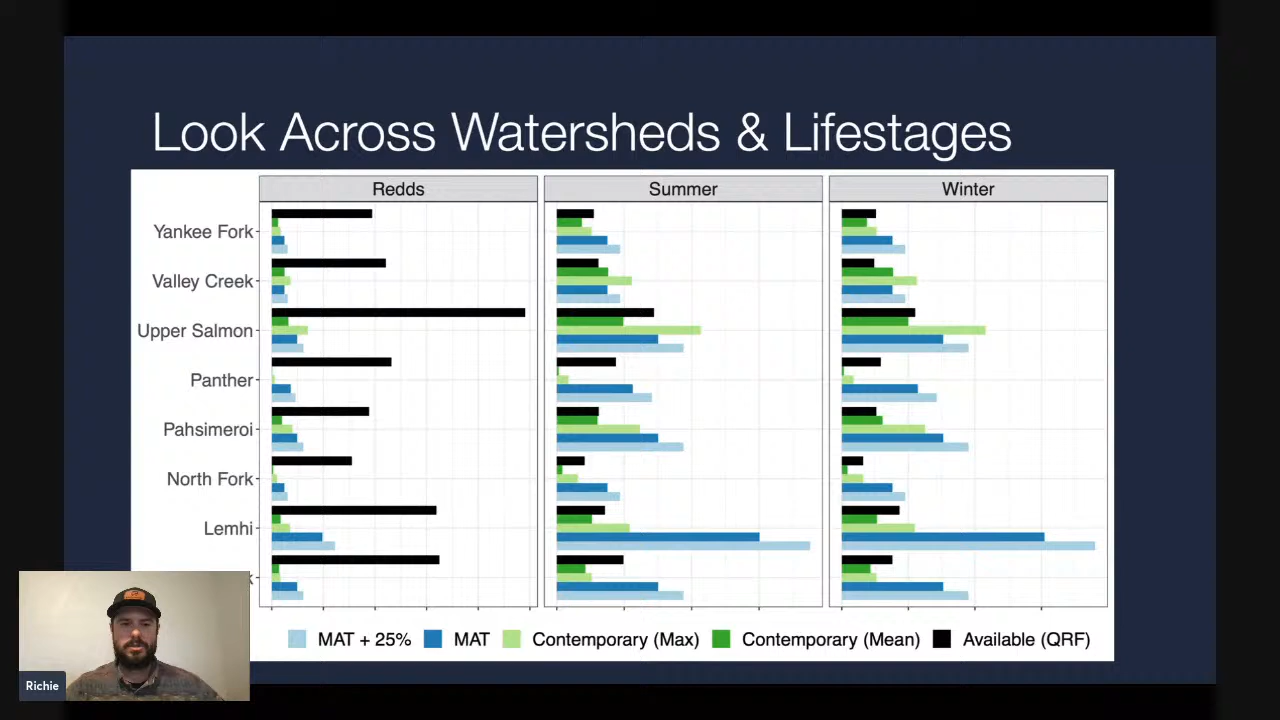 Look Across Watersheds & Lifestages
Redds
Summer
Winter
Yankee Fork
Valley Creek
Upper Salmon
Panther
Pahsimeroi
North Fork
Lemhi
MAT + 25%
MAT
Contemporary (Max)
Contemporary (Mean)
Available (QRF)
Richie